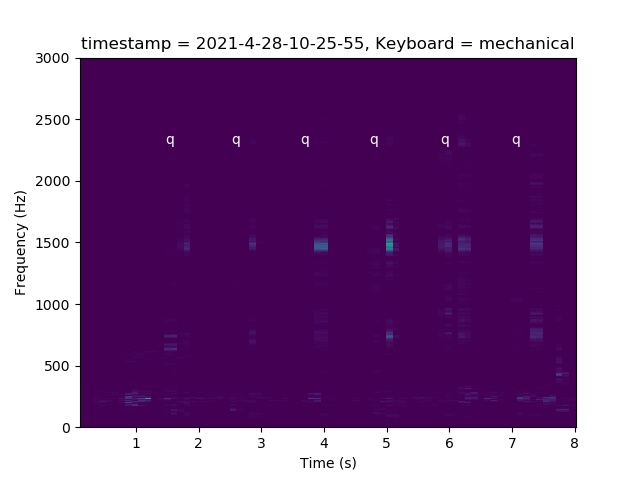 timestamp = 2021-4-28-10-25-55, Keyboard = mechanical
3000
2500
q q q q q q
2000
1500
Frequency (Hz)
1000
500
0
1 2 3 4 5 6 7 8
Time (s)